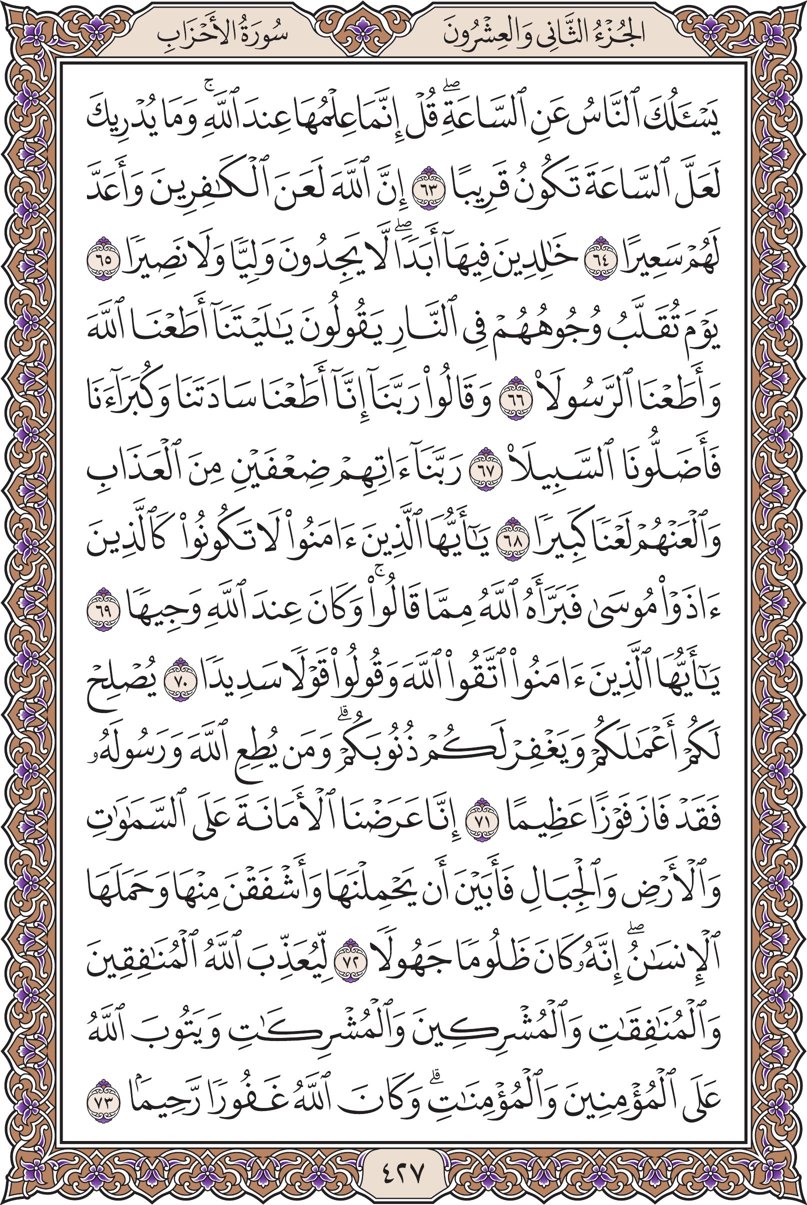 الجُزْءُ الثَّانِي وَالعِشْرُونَ
سُورَةُ الأَحْزَابِ
يَسْـَٔلُكَ ٱلنَّاسُ عَنِ ٱلسَّاعَةِۖ قُلْ إِنَّمَا عِلْمُهَا عِندَ ٱللَّهِۚ وَمَا يُدْرِيكَ
لَعَلَّ ٱلسَّاعَةَ تَكُونُ قَرِيبًا ٦٣ إِنَّ ٱللَّهَ لَعَنَ ٱلْكَـٰفِرِينَ وَأَعَدَّ
لَهُمْ سَعِيرًا ٦٤ خَـٰلِدِينَ فِيهَآ أَبَدًاۖ لَّا يَجِدُونَ وَلِيًّا وَلَا نَصِيرًا ٦٥
يَوْمَ تُقَلَّبُ وُجُوهُهُمْ فِى ٱلنَّارِ يَقُولُونَ يَـٰلَيْتَنَآ أَطَعْنَا ٱللَّهَ
وَأَطَعْنَا ٱلرَّسُولَا۠ ٦٦ وَقَالُوا۟ رَبَّنَآ إِنَّآ أَطَعْنَا سَادَتَنَا وَكُبَرَآءَنَا
فَأَضَلُّونَا ٱلسَّبِيلَا۠ ٦٧ رَبَّنَآ ءَاتِهِمْ ضِعْفَيْنِ مِنَ ٱلْعَذَابِ
وَٱلْعَنْهُمْ لَعْنًا كَبِيرًا ٦٨ يَـٰٓأَيُّهَا ٱلَّذِينَ ءَامَنُوا۟ لَا تَكُونُوا۟ كَٱلَّذِينَ
ءَاذَوْا۟ مُوسَىٰ فَبَرَّأَهُ ٱللَّهُ مِمَّا قَالُوا۟ۚ وَكَانَ عِندَ ٱللَّهِ وَجِيهًا ٦٩
يَـٰٓأَيُّهَا ٱلَّذِينَ ءَامَنُوا۟ ٱتَّقُوا۟ ٱللَّهَ وَقُولُوا۟ قَوْلًا سَدِيدًا ٧٠ يُصْلِحْ
لَكُمْ أَعْمَـٰلَكُمْ وَيَغْفِرْ لَكُمْ ذُنُوبَكُمْۗ وَمَن يُطِعِ ٱللَّهَ وَرَسُولَهُۥ
فَقَدْ فَازَ فَوْزًا عَظِيمًا ٧١ إِنَّا عَرَضْنَا ٱلْأَمَانَةَ عَلَى ٱلسَّمَـٰوَٰتِ
وَٱلْأَرْضِ وَٱلْجِبَالِ فَأَبَيْنَ أَن يَحْمِلْنَهَا وَأَشْفَقْنَ مِنْهَا وَحَمَلَهَا
ٱلْإِنسَـٰنُۖ إِنَّهُۥ كَانَ ظَلُومًا جَهُولًا ٧٢ لِّيُعَذِّبَ ٱللَّهُ ٱلْمُنَـٰفِقِينَ
وَٱلْمُنَـٰفِقَـٰتِ وَٱلْمُشْرِكِينَ وَٱلْمُشْرِكَـٰتِ وَيَتُوبَ ٱللَّهُ
عَلَى ٱلْمُؤْمِنِينَ وَٱلْمُؤْمِنَـٰتِۗ وَكَانَ ٱللَّهُ غَفُورًا رَّحِيمًۢا ٧٣
٤٢٧